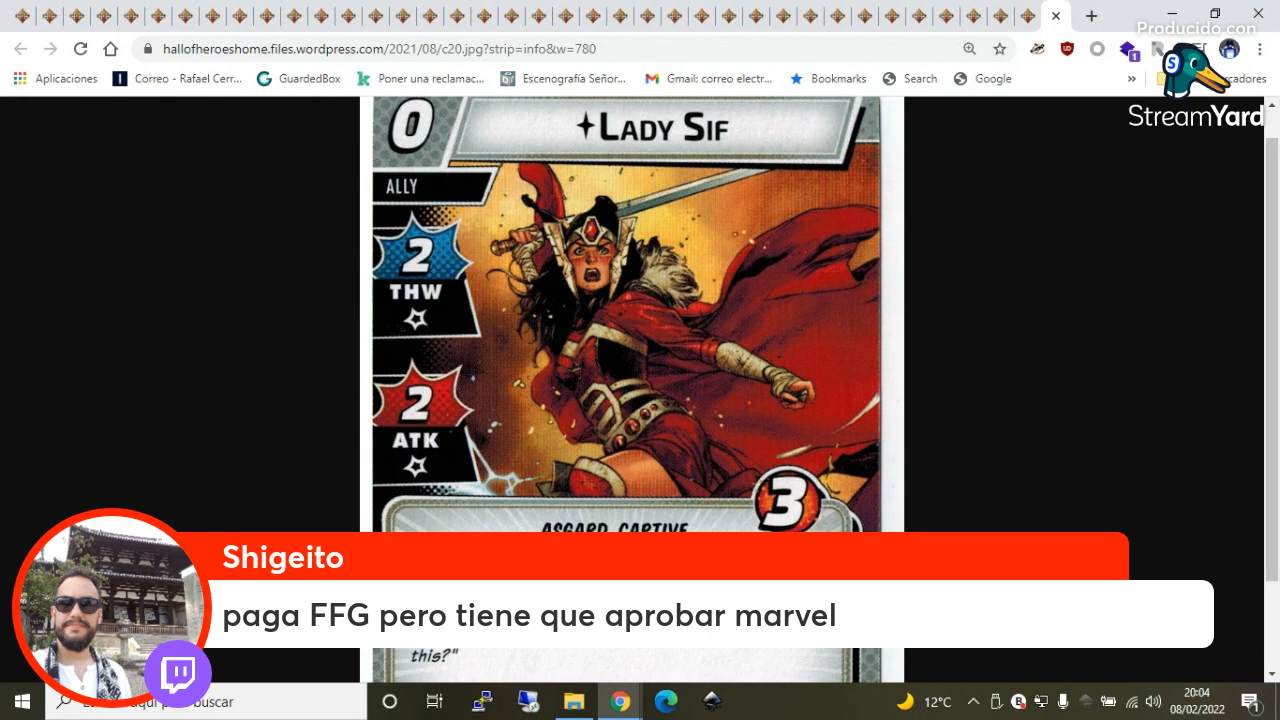 Producido con
StreamYard
hallofheroeshome.files.wordpress.com/2021/08/c20.jpg?strip=info&w=780
Aplicaciones
Correo - Rafael Cerr...
GuardedBox
Poner una reclamac...
Escenografía Señor...
Gmail: correo electr...
Bookmarks
Search
Google
»
0
LADY SIF
ALLY
2
THW
2
ATK
3
ASGARD. CAPTIVE.
Shigeito
paga FFG pero tiene que aprobar marvel
this?"
buscar
12°C
20:04
08/02/2022
1